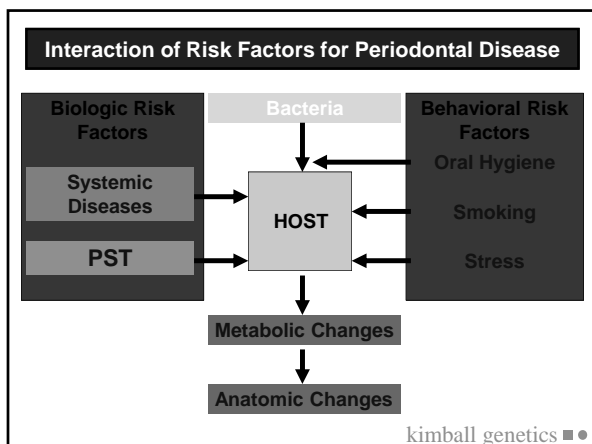 Interaction of Risk Factors for Periodontal Disease
Biologic Risk
Factors
Systemic
Diseases
PST
Bacteria
HOST
Behavioral Risk
Factors
Oral Hygiene
Smoking
Stress
Metabolic Changes
Anatomic Changes
kimball genetics